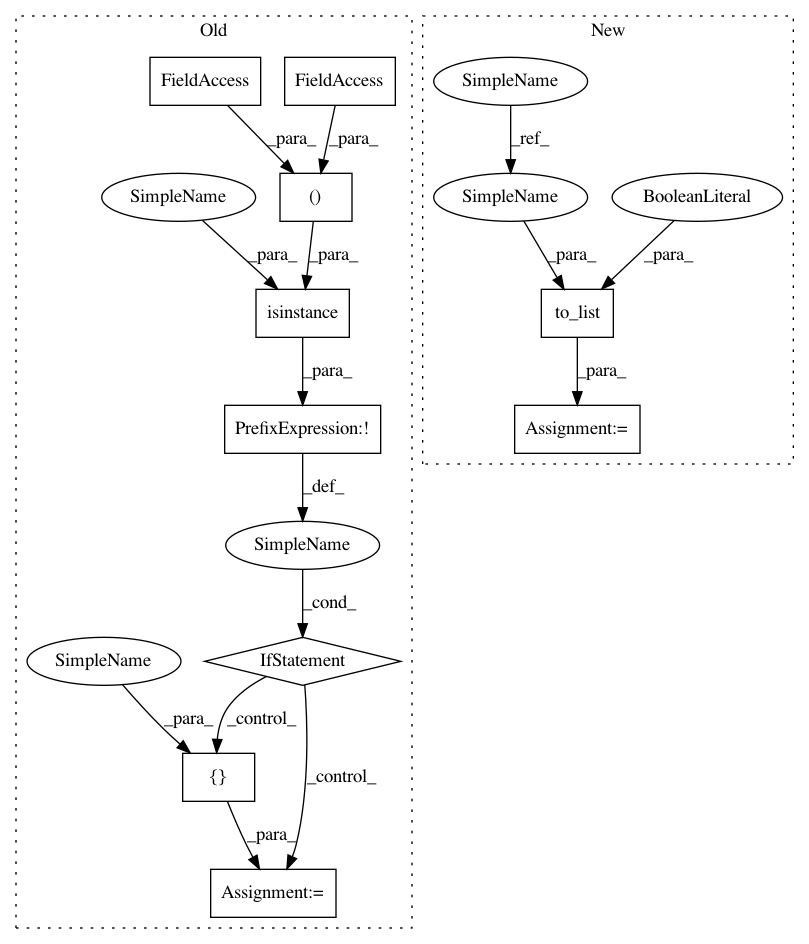 Old
New
FieldAccess
FieldAccess
SimpleName
_para_
_para_
_ref_
SimpleName
()
SimpleName
BooleanLiteral
_para_
_para_
_para_
_para_
isinstance
to_list
_para_
_para_
PrefixExpression:!
Assignment:=
_def_
SimpleName
_cond_
SimpleName
IfStatement
_para_
_control_
{}
_control_
_para_
Assignment:=